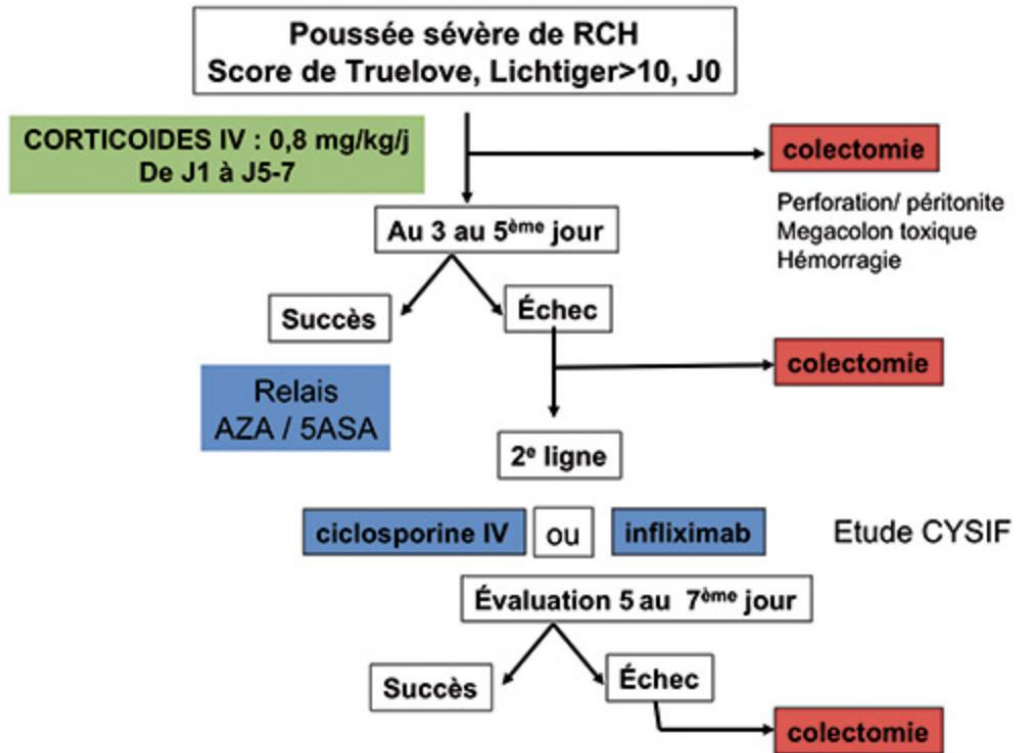 Poussée sévère de RCH
Score de Truelove, Lichtiger>10, J0
CORTICOIDES IV : 0,8 mg/kg/j
De J1 à J5-7
colectomie
Perforation/ péritonite
Megacolon toxique
Hémorragie
Au 3 au 5ème jour
Succès
Échec
colectomie
Relais
AZA / 5ASA
2e ligne
ciclosporine IV
ou
infliximab
Etude CYSIF
Évaluation 5 au 7ème jour
Succès
Échec
colectomie